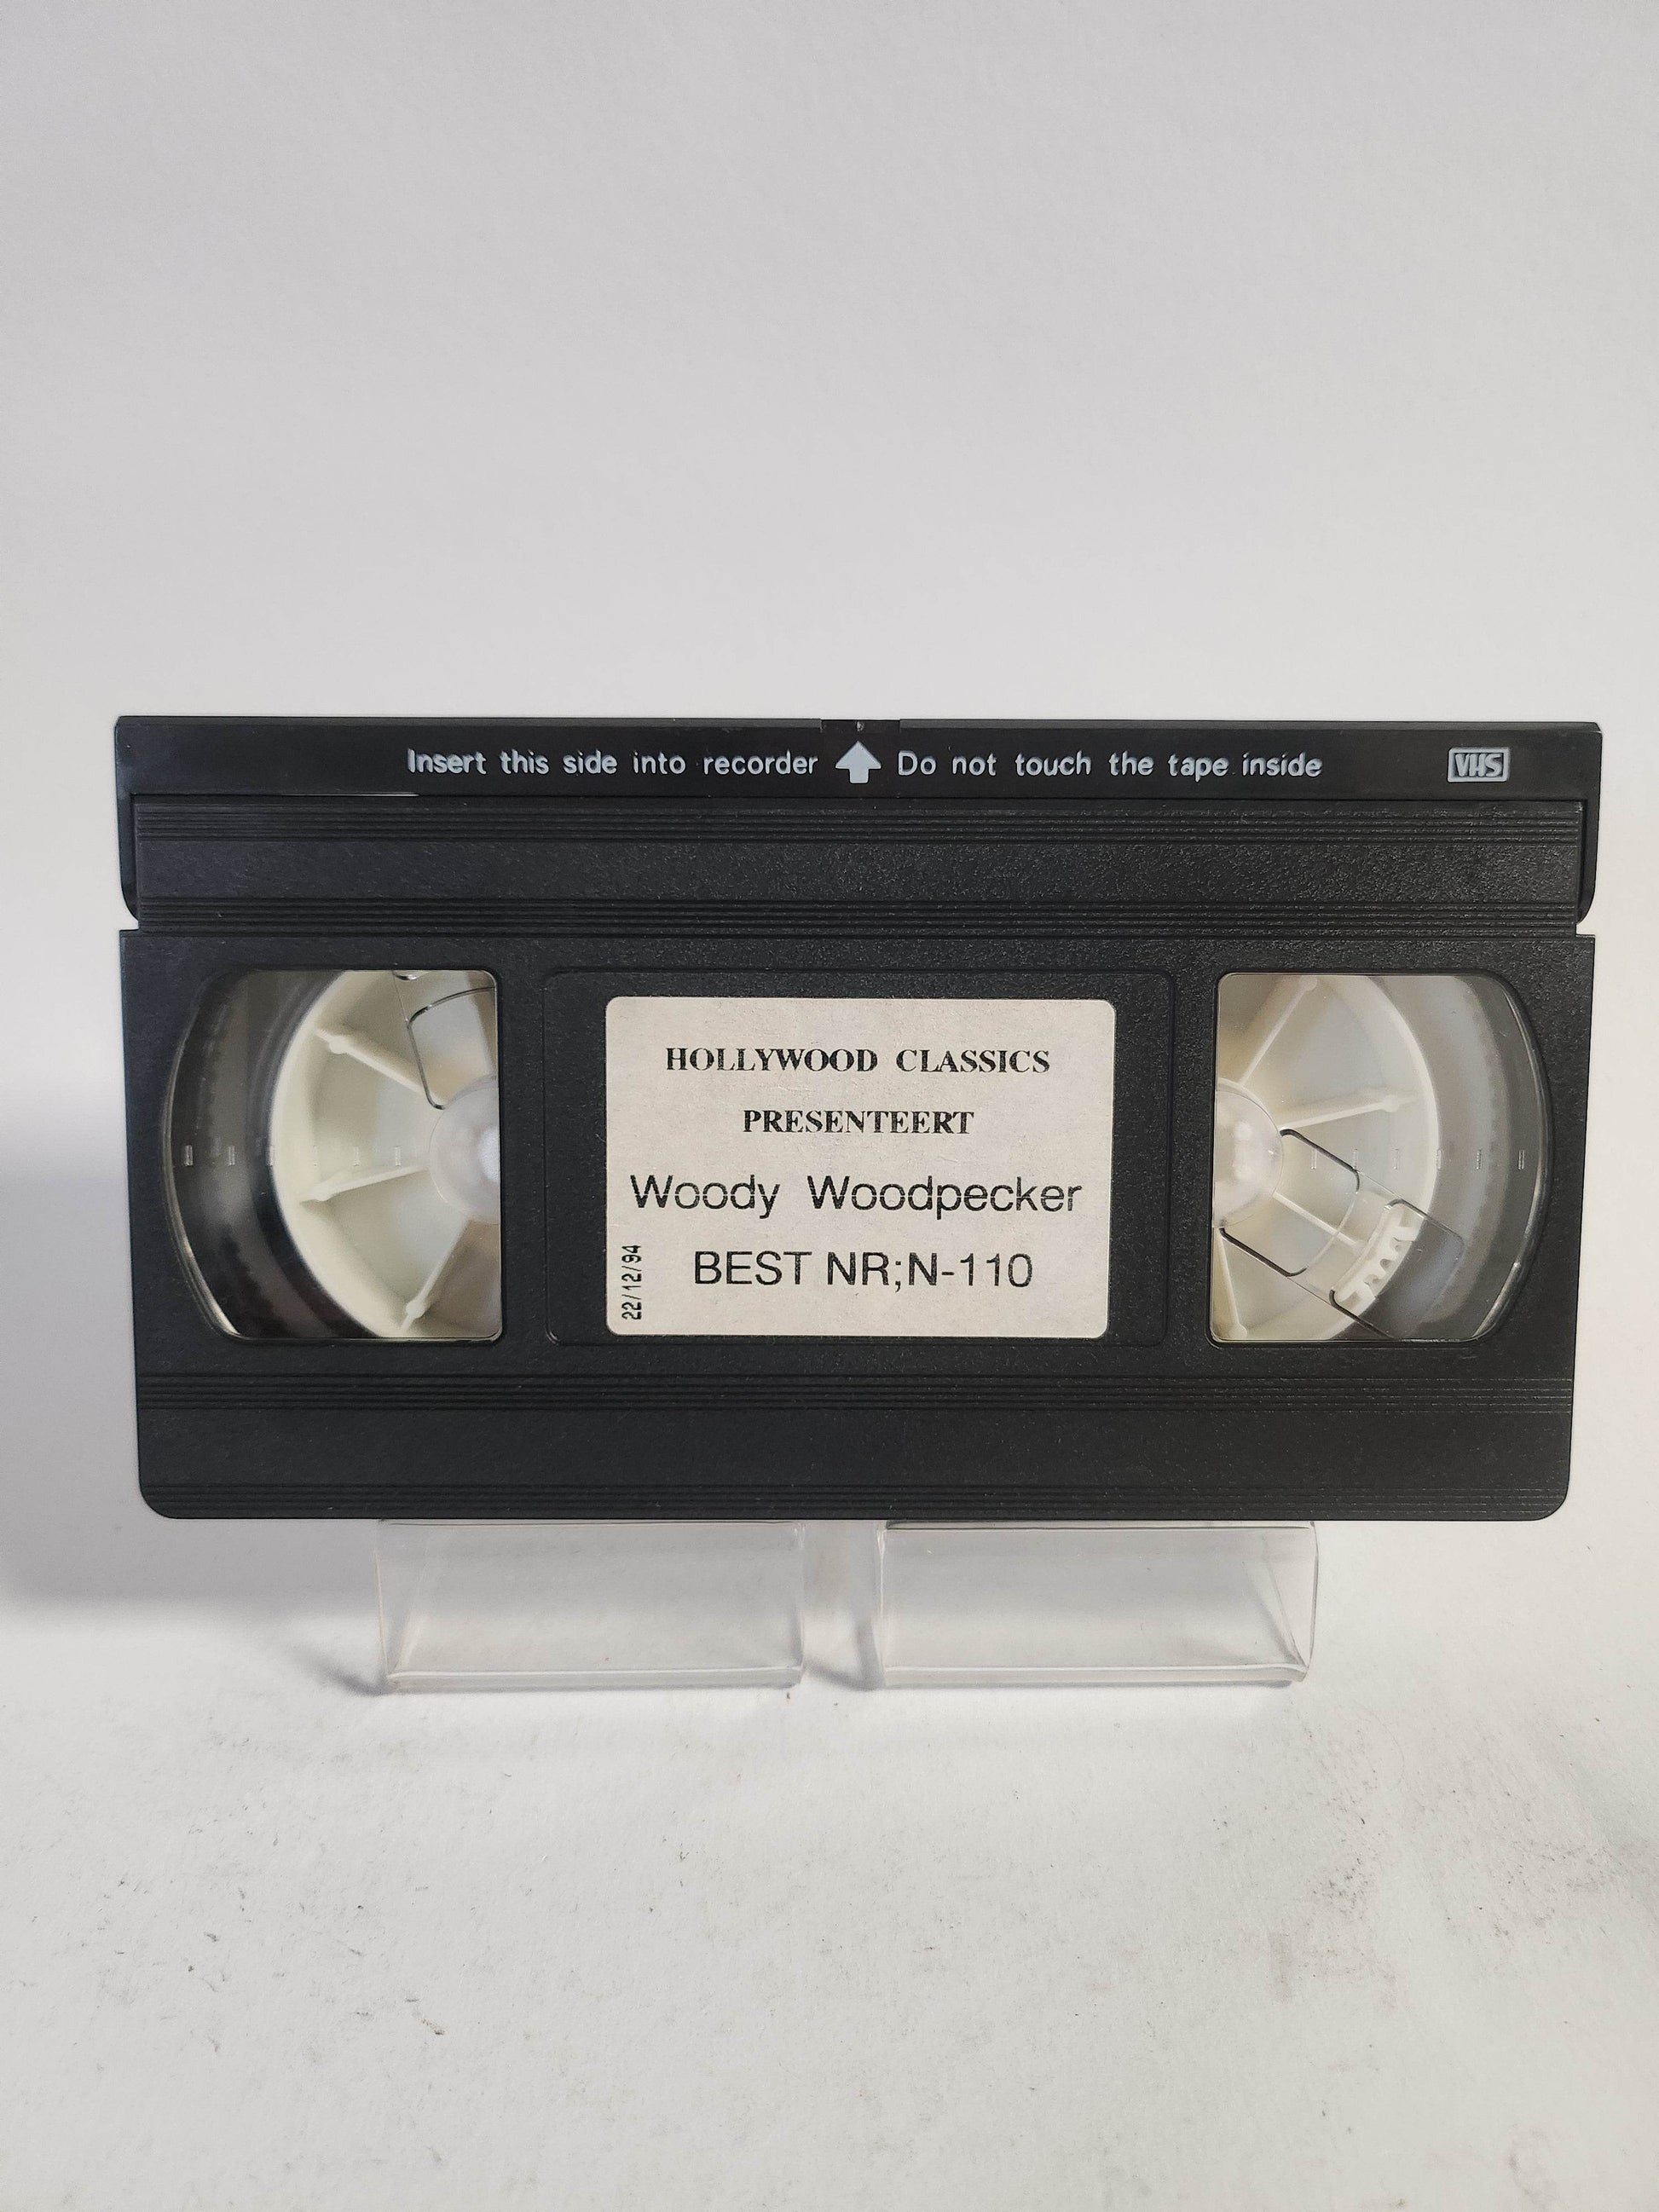 Insert this side into recorder Do not touch the tape inside VHS
HOLLYWOOD CLASSICS
PRESENTEERT
Woody Woodpecker
BEST NR;N-110
22/12/94